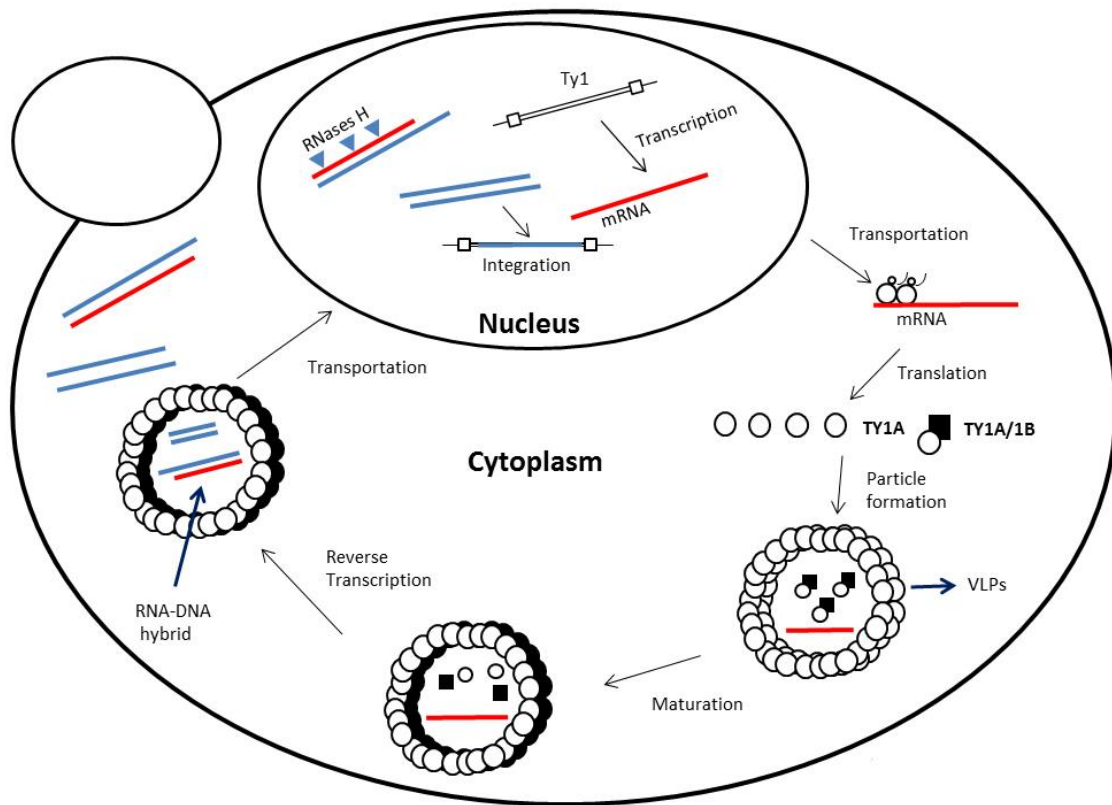 Ty1
RNases H
Transcription
mRNA
Integration
Nucleus
Transportation
mRNA
Translation
TY1A
TY1A/1B
Particle
formation
VLPs
Maturation
Reverse
Transcription
RNA-DNA
hybrid
Transportation
Cytoplasm